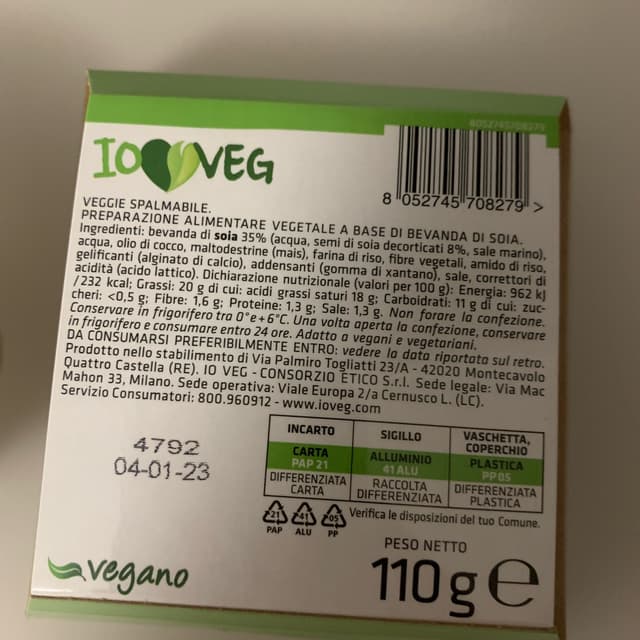 8052745708279
IO VEG
8 052745 708279 >
VEGGIE SPALMABILE.
PREPARAZIONE ALIMENTARE VEGETALE A BASE DI BEVANDA DI SOIA.
Ingredienti: bevanda di soia 35% (acqua, semi di soia decorticati 8%, sale marino),
acqua, olio di cocco, maltodestrine (mais), farina di riso, fibre vegetali, amido di riso,
gelificanti (alginato di calcio), addensanti (gomma di xantano), sale, correttori di
acidità (acido lattico). Dichiarazione nutrizionale (valori per 100 g): Energia: 962 kJ
/ 232 kcal; Grassi: 20 g di cui: acidi grassi saturi 18 g; Carboidrati: 11 g di cui: zuc-
cheri: <0,5 g; Fibre: 1,6 g; Proteine: 1,3 g; Sale: 1,3 g. Non forare la confezione.
Conservare in frigorifero tra 0°e+6°C. Una volta aperta la confezione, conservare
in frigorifero e consumare entro 24 ore. Adatto a vegani e vegetariani.
DA CONSUMARSI PREFERIBILMENTE ENTRO: vedere la data riportata sul retro.
Prodotto nello stabilimento di Via Palmiro Togliatti 23/A - 42020 Montecavolo
Quattro Castella (RE). IO VEG - CONSORZIO ETICO S.r.l. Sede legale: Via Mac
Mahon 33, Milano. Sede operativa: Viale Europa 2/a Cernusco L. (LC).
Servizio Consumatori: 800.960912 - www.ioveg.com
4792
04-01-23
INCARTO SIGILLO VASCHETTA, COPERCHIO
CARTA PAP 21 ALLUMINIO 41 ALU PLASTICA PP 05
DIFFERENZIATA CARTA RACCOLTA DIFFERENZIATA DIFFERENZIATA PLASTICA
21 41 05 Verifica le disposizioni del tuo Comune.
PAP ALU PP
PESO NETTO
110 g e
vegano